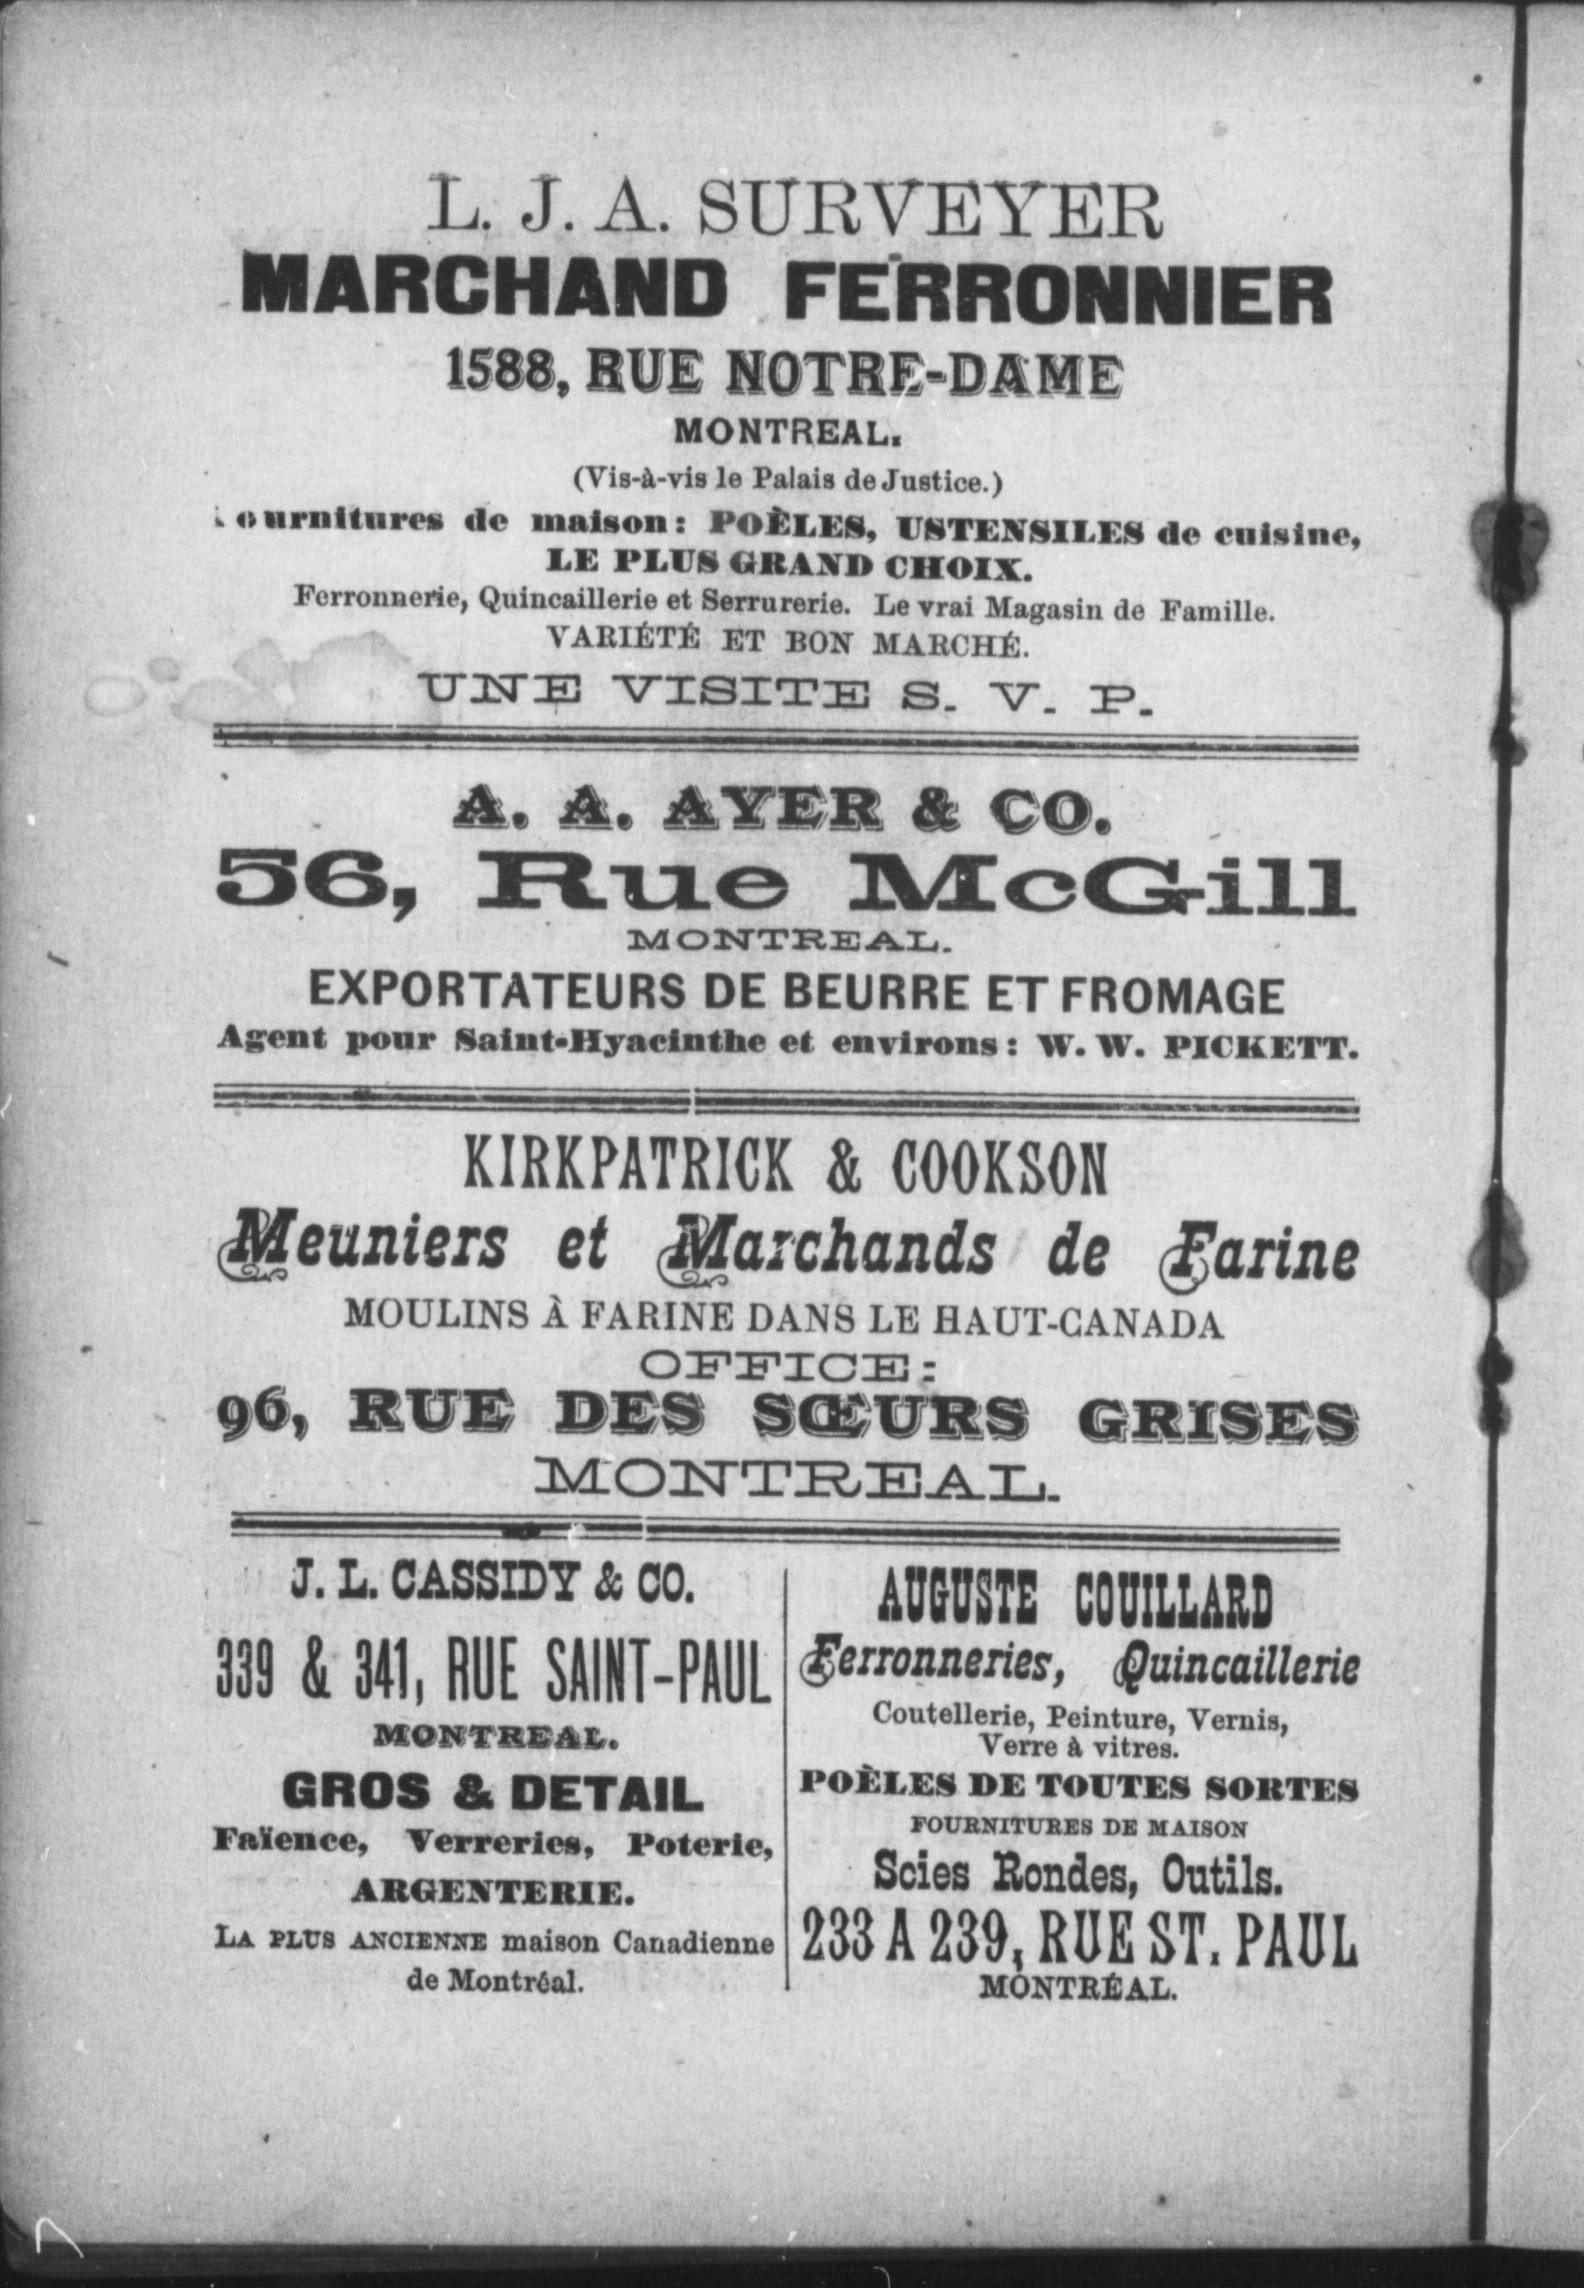 L. J. A. SURVEYER
MARCHAND FERRONNIER
1588, RUE NOTRE-DAME
MONTREAL.
(Vis-à-vis le Palais de Justice.)
Fournitures de maison: POÈLES, USTENSILES de cuisine,
LE PLUS GRAND CHOIX.
Ferronnerie, Quincaillerie et Serrurerie. Le vrai Magasin de Famille.
VARIÉTÉ ET BON MARCHÉ.
UNE VISITE S. V. P.
A. A. AYER & CO.
56, Rue McGill
MONTREAL.
EXPORTATEURS DE BEURRE ET FROMAGE
Agent pour Saint-Hyacinthe et environs: W. W. PICKETT.
KIRKPATRICK & COOKSON
Meuniers et Marchands de Farine
MOULINS À FARINE DANS LE HAUT-CANADA
OFFICE:
96, RUE DES SŒURS GRISES
MONTREAL.
J. L. CASSIDY & CO.
339 & 341, RUE SAINT-PAUL
MONTREAL.
GROS & DETAIL
Faïence, Verreries, Poterie,
ARGENTERIE.
LA PLUS ANCIENNE maison Canadienne
de Montréal.
AUGUSTE COUILLARD
Ferronneries, Quincaillerie
Coutellerie, Peinture, Vernis,
Verre à vitres.
POÈLES DE TOUTES SORTES
FOURNITURES DE MAISON
Scies Rondes, Outils.
233 A 239, RUE ST. PAUL
MONTRÉAL.